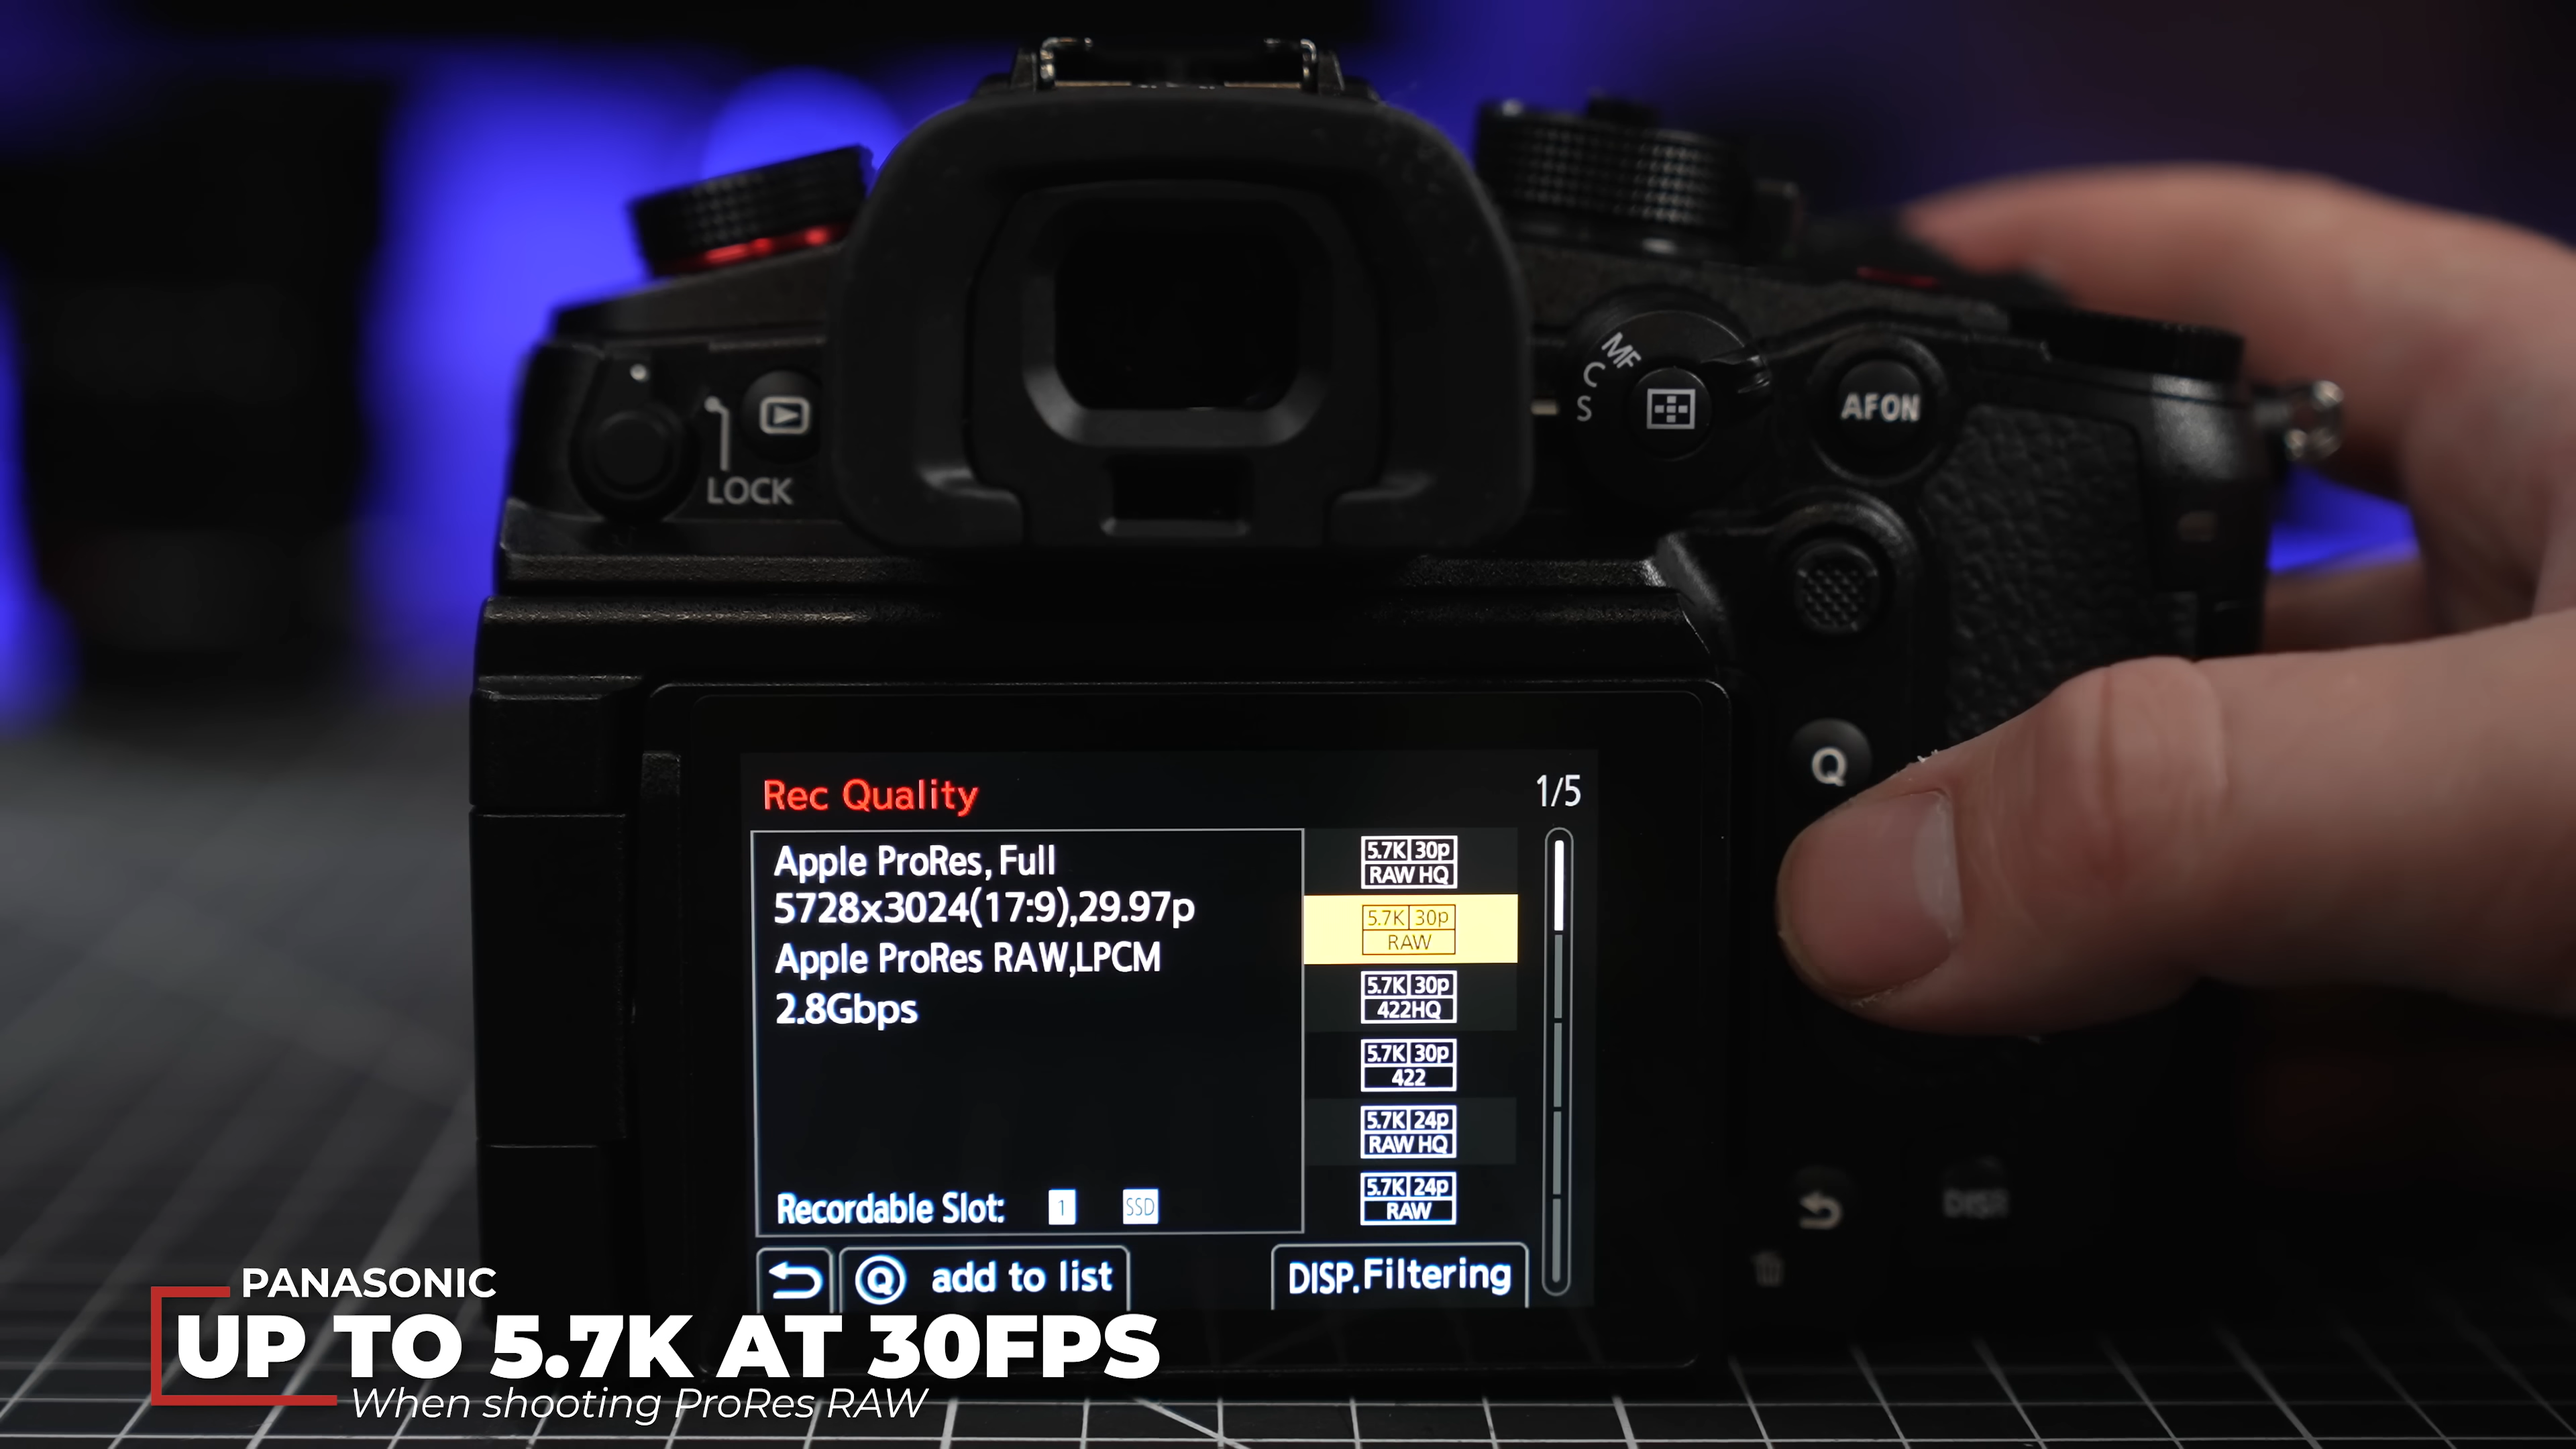 MF
C
S
AFON
LOCK
Q
Rec Quality
1/5
Apple ProRes, Full
5728x3024(17:9),29.97p
Apple ProRes RAW,LPCM
2.8Gbps
Recordable Slot: 1 SSD
5.7K 30p
RAW HQ
5.7K 30p
RAW
5.7K 30p
422HQ
5.7K 30p
422
5.7K 24p
RAW HQ
5.7K 24p
RAW
Q add to list
DISP.Filtering
DISP.
PANASONIC
UP TO 5.7K AT 30FPS
When shooting ProRes RAW